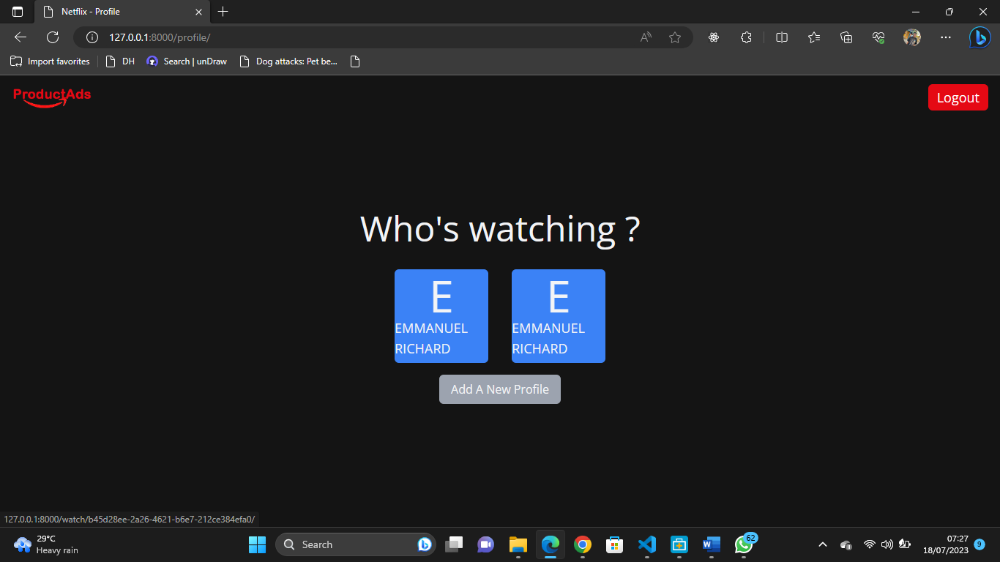 Netflix - Profile
127.0.0.1:8000/profile/
Import favorites
DH
Search | unDraw
Dog attacks: Pet be...
ProductAds
Logout
Who's watching ?
E
EMMANUEL
RICHARD
E
EMMANUEL
RICHARD
Add A New Profile
127.0.0.1:8000/watch/b45d28ee-2a26-4621-b6e7-212ce384efa0/
29°C
Heavy rain
Search
62
07:27
18/07/2023
9